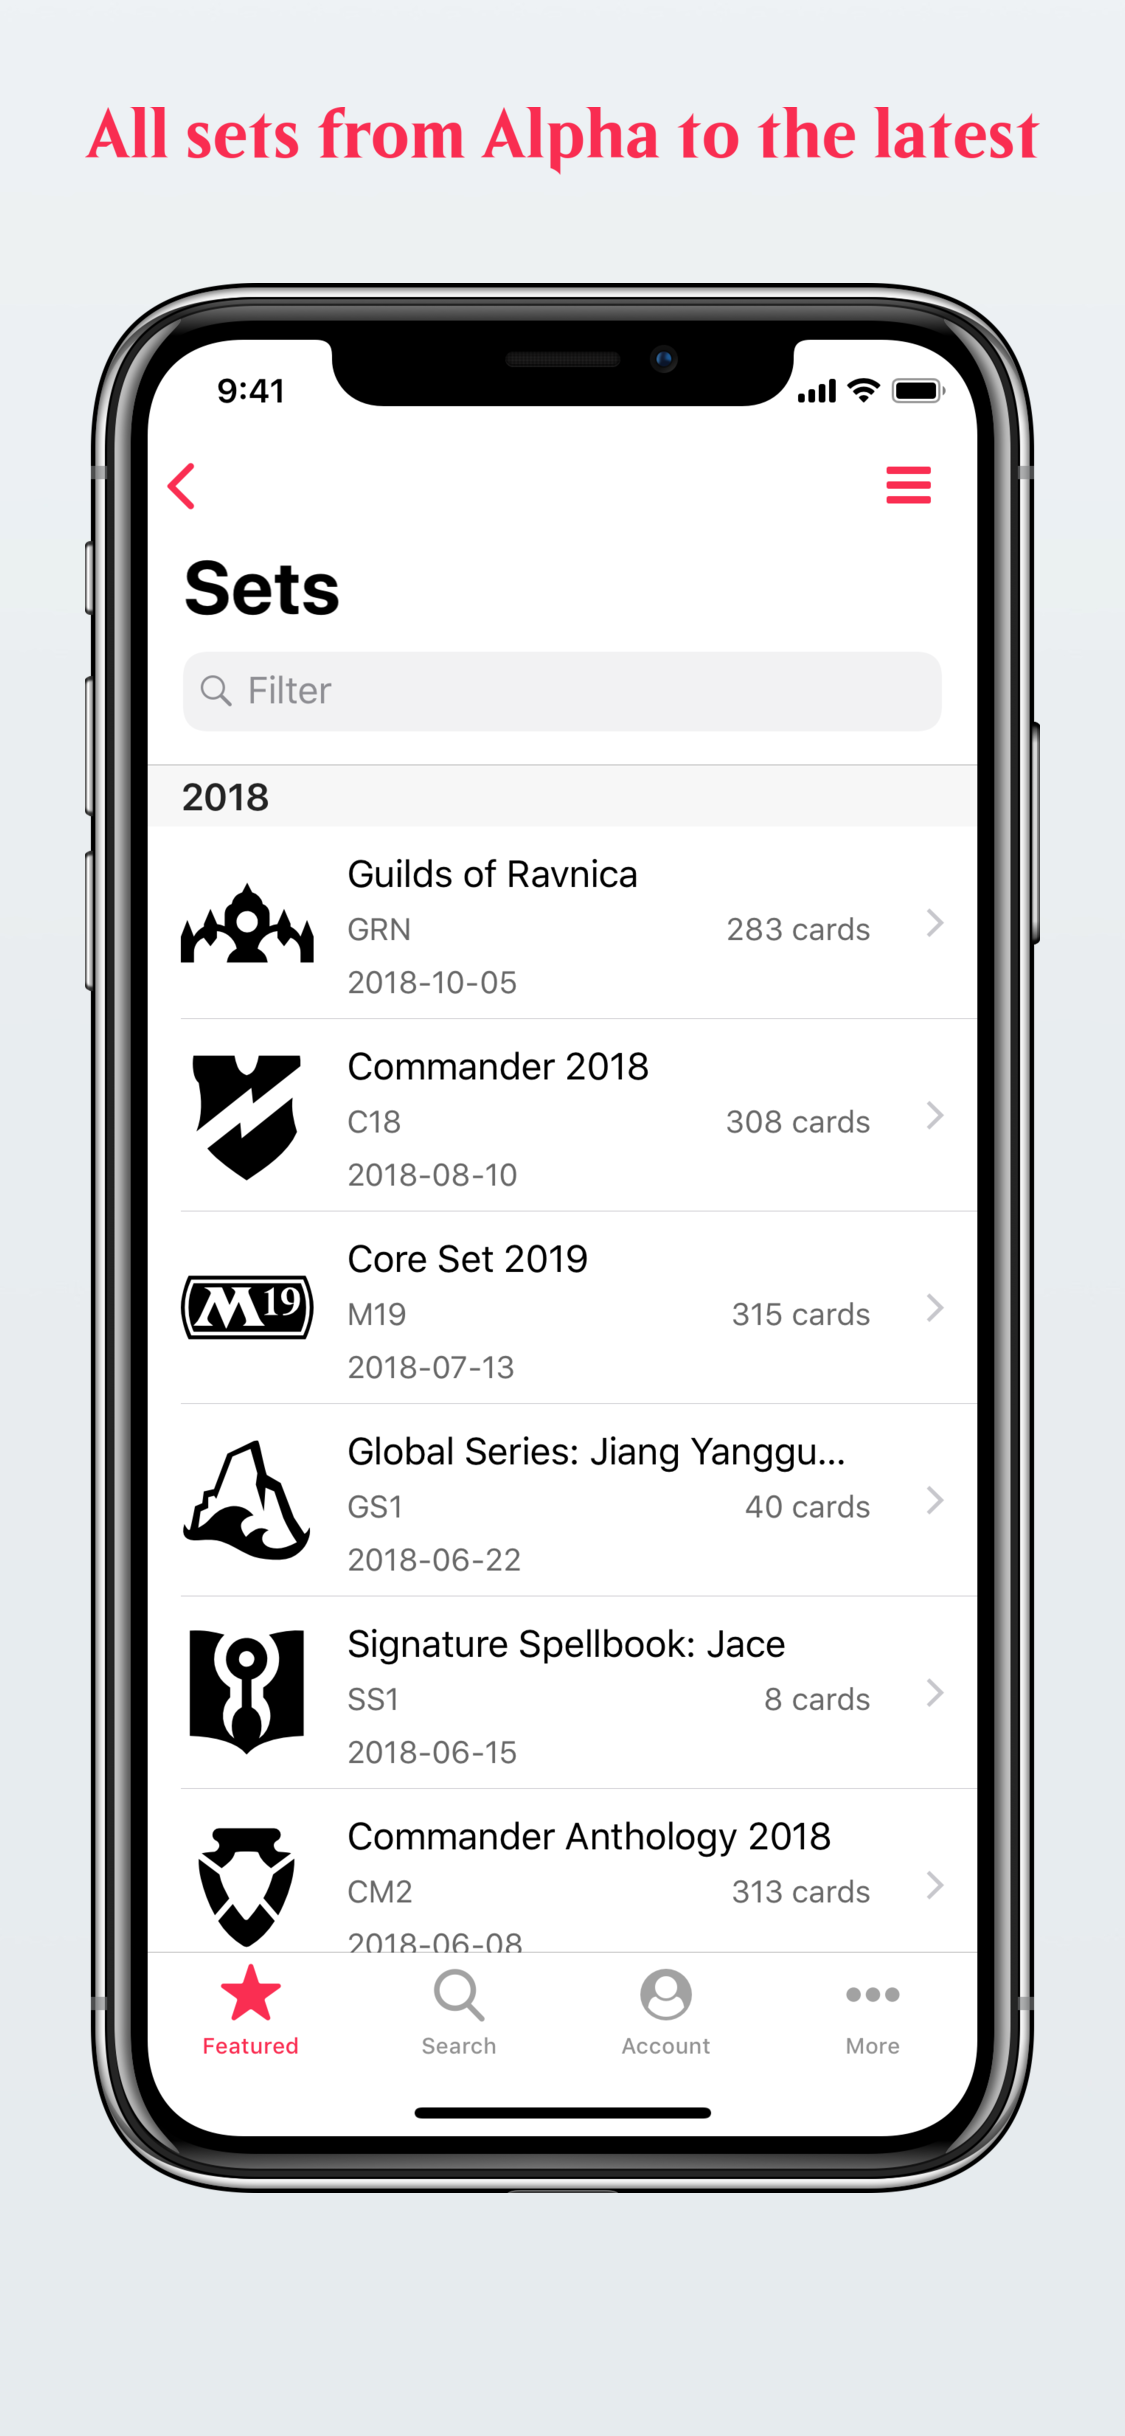 All sets from Alpha to the latest
9:41
Sets
Filter
2018
Guilds of Ravnica
GRN 283 cards
2018-10-05
Commander 2018
C18 308 cards
2018-08-10
M19
Core Set 2019
M19 315 cards
2018-07-13
Global Series: Jiang Yanggu...
GS1 40 cards
2018-06-22
Signature Spellbook: Jace
SS1 8 cards
2018-06-15
Commander Anthology 2018
CM2 313 cards
2018-06-08
Featured Search Account More